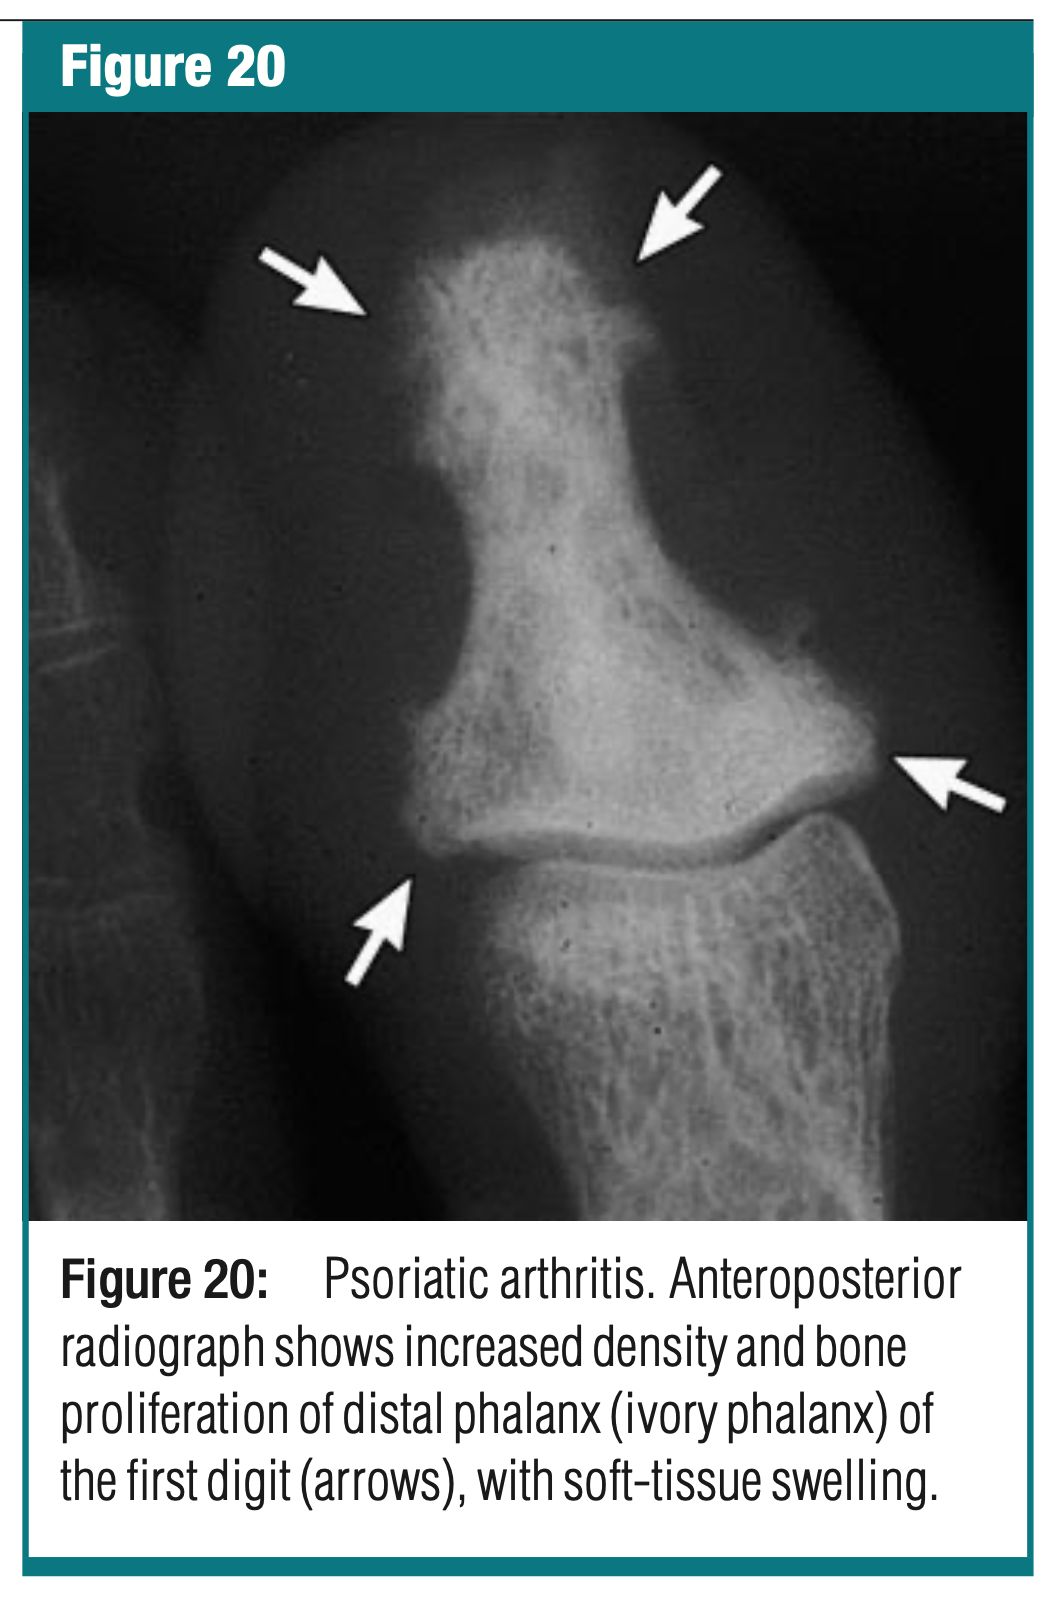 Figure 20
Figure 20: Psoriatic arthritis. Anteroposterior
radiograph shows increased density and bone
proliferation of distal phalanx (ivory phalanx) of
the first digit (arrows), with soft-tissue swelling.